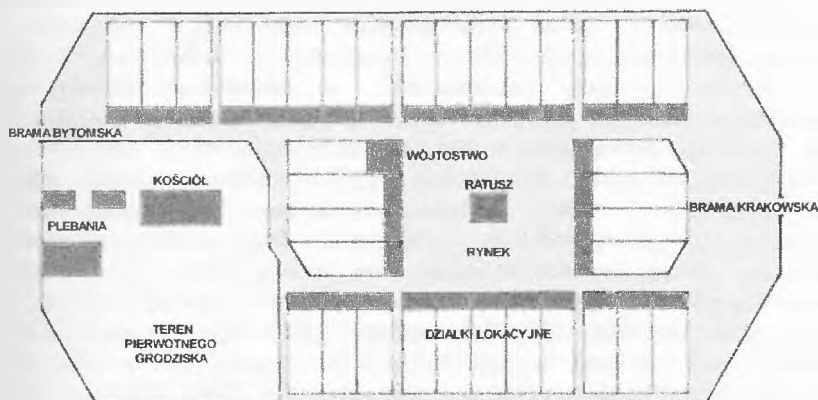 BRAMA BYTOMSKA
WÓJTOSTWO
KOŚCIÓŁ
RATUSZ
BRAMA KRAKOWSKA
PLEBANIA
RYNEK
TEREN
PIERWOTNEGO
GRODZISKA
DZIAŁKI LOKACYJNE